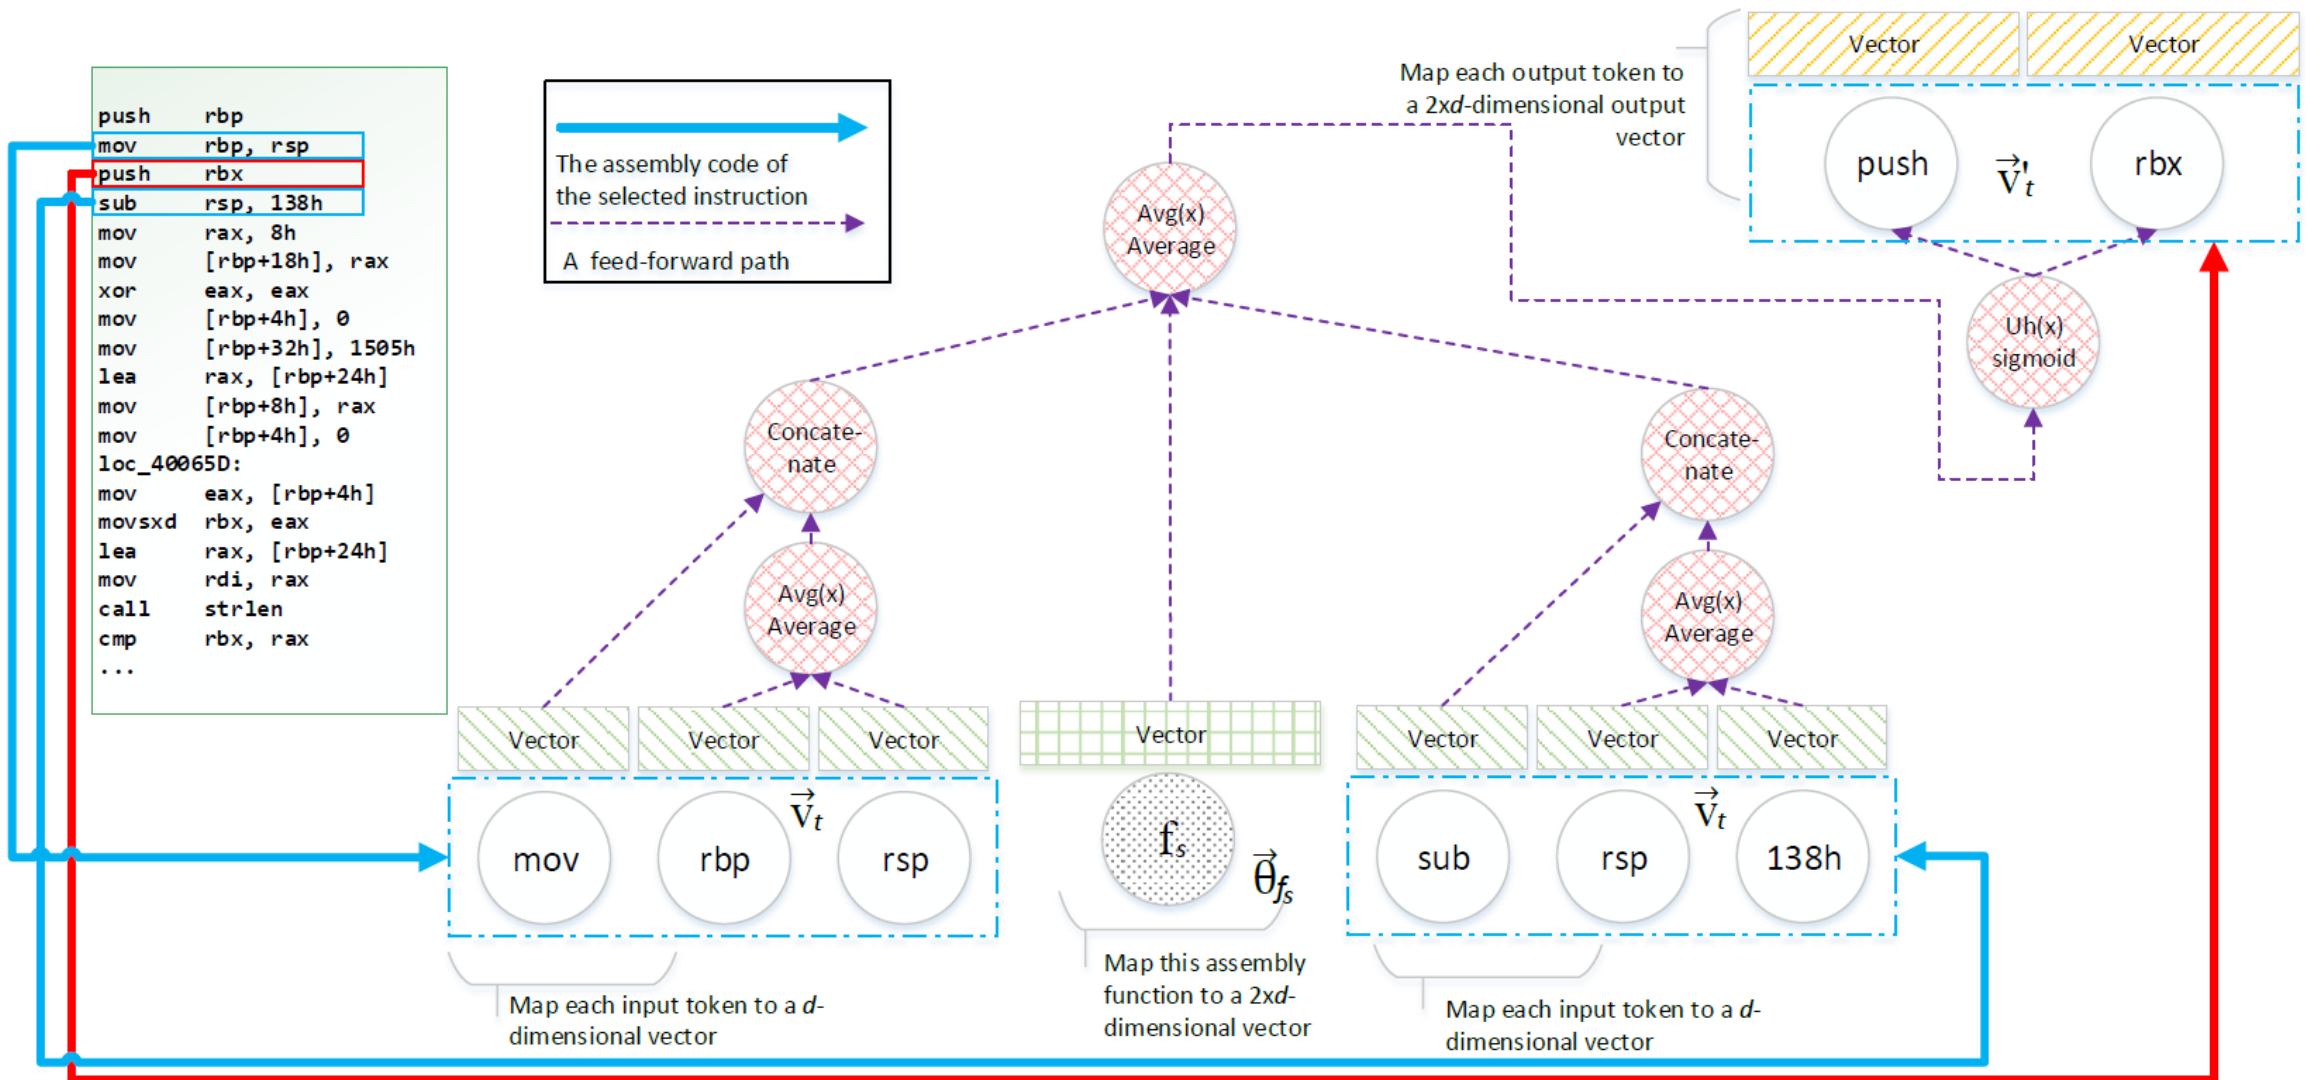 push rbp
mov rbp, rsp
push rbx
sub rsp, 138h
mov rax, 8h
mov [rbp+18h], rax
xor eax, eax
mov [rbp+4h], 0
mov [rbp+32h], 1505h
lea rax, [rbp+24h]
mov [rbp+8h], rax
mov [rbp+4h], 0
loc_40065D:
mov eax, [rbp+4h]
movsxd rbx, eax
lea rax, [rbp+24h]
mov rdi, rax
call strlen
cmp rbx, rax
...
The assembly code of
the selected instruction
A feed-forward path
Map each output token to
a 2xd-dimensional output
vector
Vector Vector
push v⃗'t rbx
Uh(x)
sigmoid
Avg(x)
Average
Concate-
nate
Concate-
nate
Avg(x)
Average
Avg(x)
Average
Vector Vector Vector
Vector
Vector Vector Vector
mov rbp v⃗t rsp
fs θ⃗fs
sub rsp v⃗t 138h
Map each input token to a d-
dimensional vector
Map this assembly
function to a 2xd-
dimensional vector
Map each input token to a d-
dimensional vector